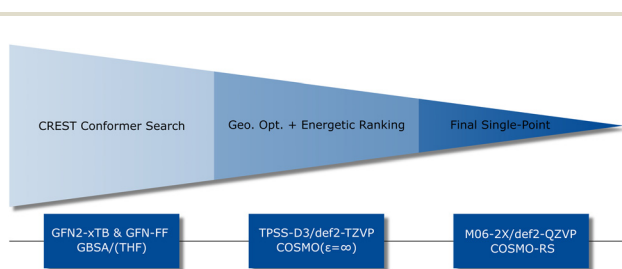 CREST Conformer Search
Geo. Opt. + Energetic Ranking
Final Single-Point
GFN2-xTB & GFN-FF
GBSA/(THF)
TPSS-D3/def2-TZVP
COSMO(ε=∞)
M06-2X/def2-QZVP
COSMO-RS